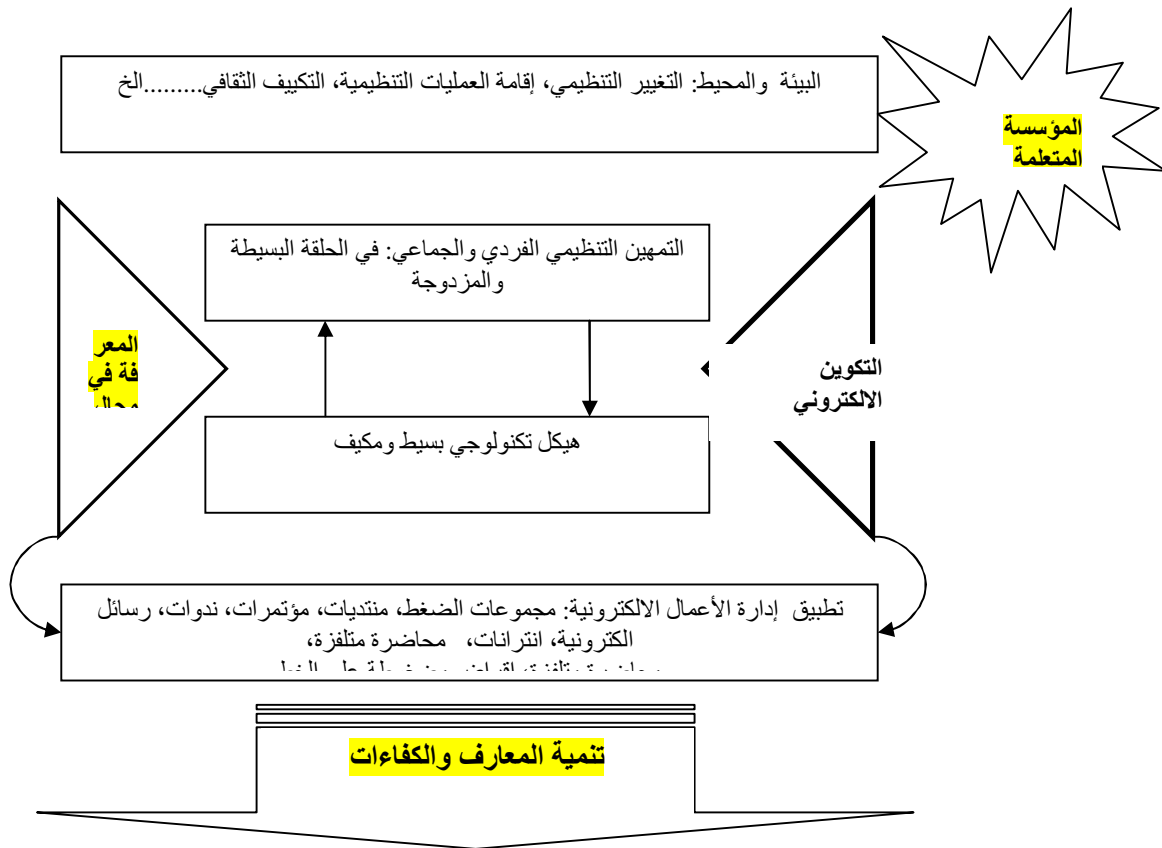 البيئة والمحيط: التغيير التنظيمي، إقامة العمليات التنظيمية، التكييف الثقافي.........الخ
المؤسسة
المتعلمة
التمهين التنظيمي الفردي والجماعي: في الحلقة البسيطة
والمزدوجة
المعر
فة في
التكوين
الالكتروني
هيكل تكنولوجي بسيط ومكيف
تطبيق إدارة الأعمال الالكترونية: مجموعات الضغط، منتديات، مؤتمرات، ندوات، رسائل
الكترونية، انترانات، محاضرة متلفزة،
تنمية المعارف والكفاءات